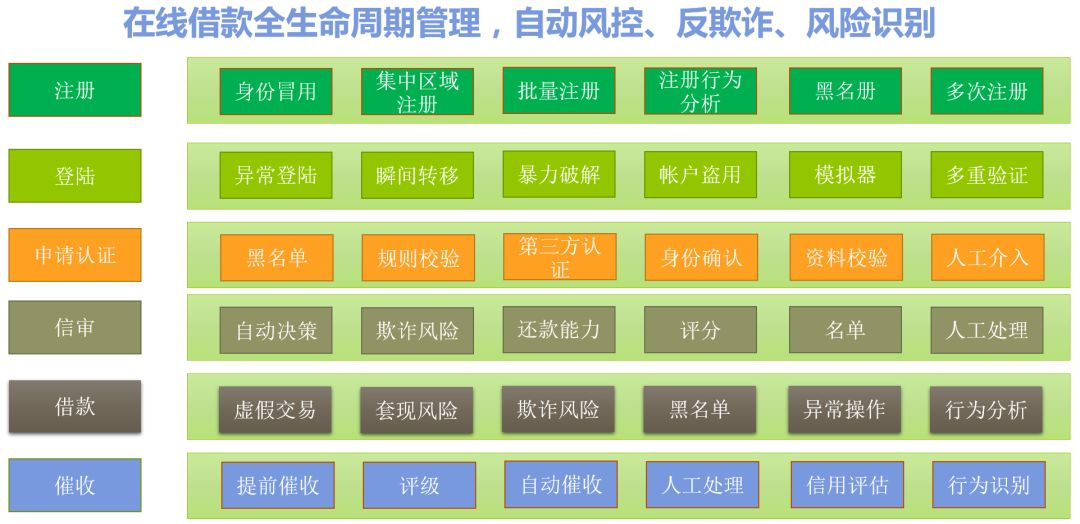 在线借款全生命周期管理，自动风控、反欺诈、风险识别
注册
身份冒用
集中区域
注册
批量注册
注册行为
分析
黑名册
多次注册
登陆
异常登陆
瞬间转移
暴力破解
帐户盗用
模拟器
多重验证
申请认证
黑名单
规则校验
第三方认
证
身份确认
资料校验
人工介入
信审
自动决策
欺诈风险
还款能力
评分
名单
人工处理
借款
虚假交易
套现风险
欺诈风险
黑名单
异常操作
行为分析
催收
提前催收
评级
自动催收
人工处理
信用评估
行为识别